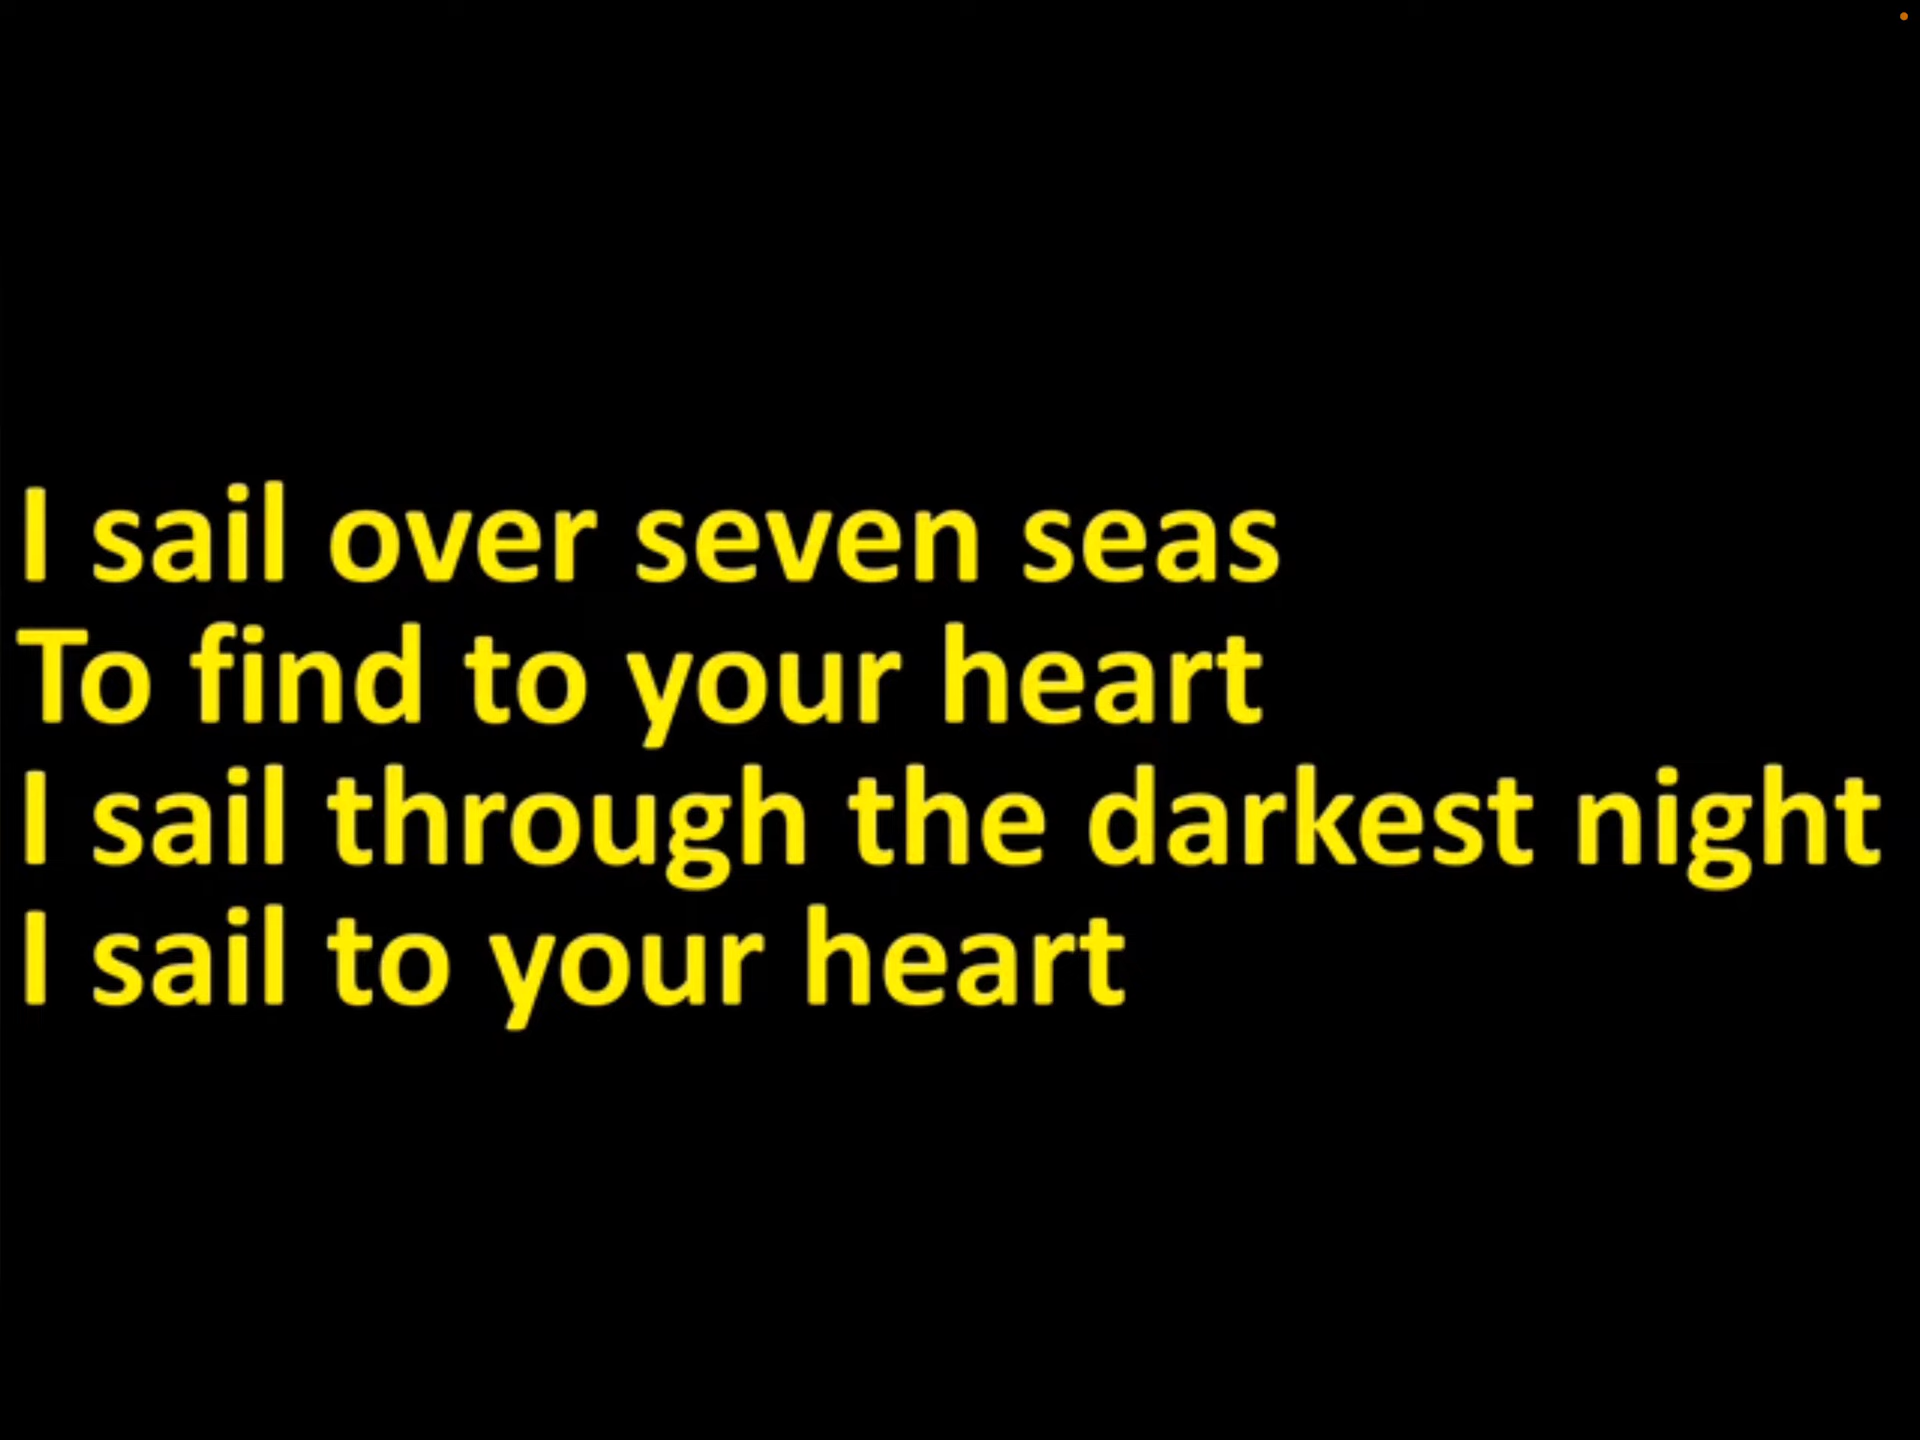 I sail over seven seas
To find to your heart
I sail through the darkest night
I sail to your heart